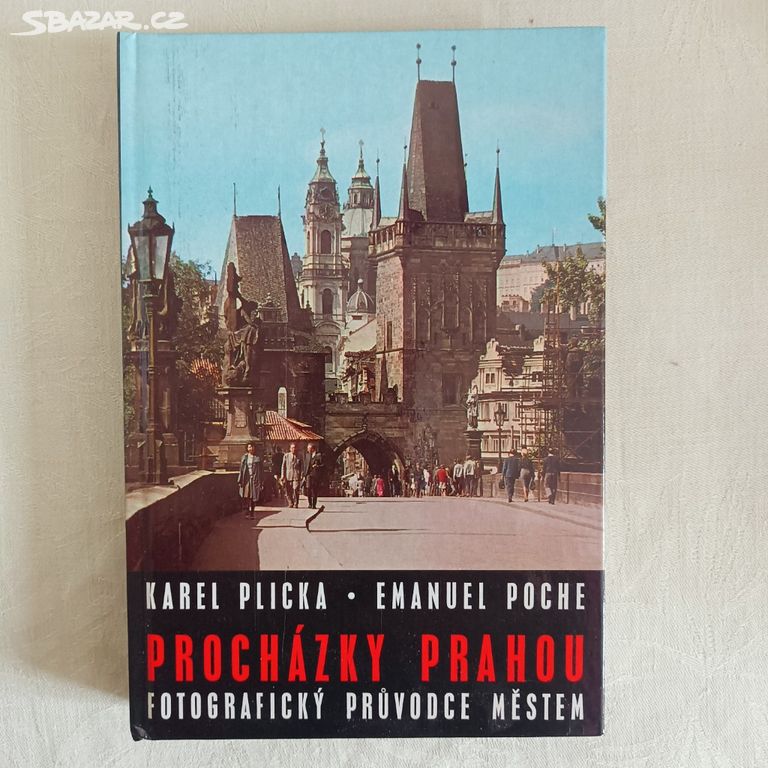 SBAZAR.CZ
KAREL PLICKA • EMANUEL POCHE
PROCHÁZKY PRAHOU
FOTOGRAFICKÝ PRŮVODCE MĚSTEM